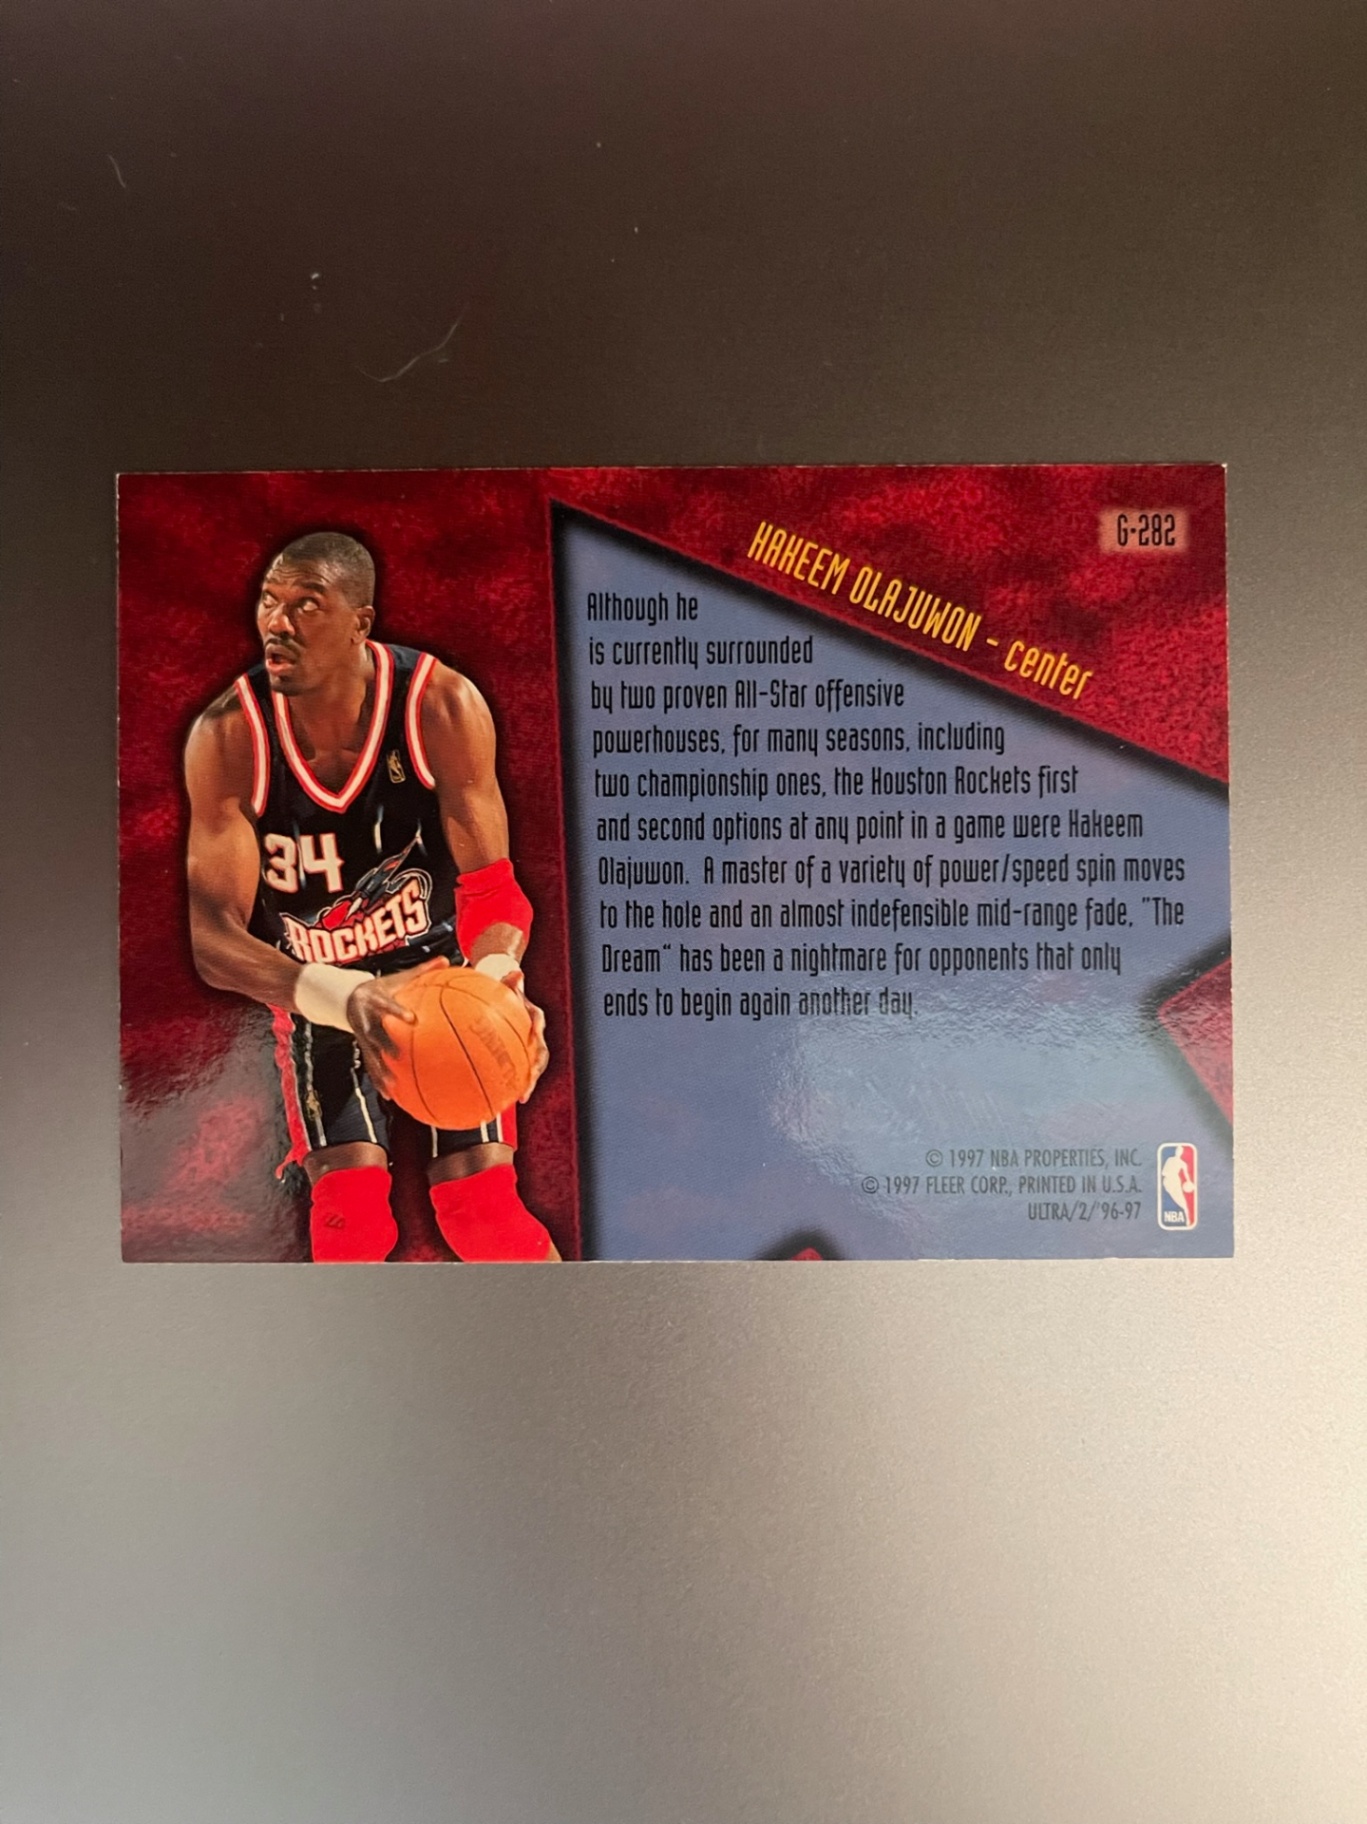 G-282
HAKEEM OLAJUWON - center
Although he
is currently surrounded
by two proven All-Star offensive
powerhouses, for many seasons, including
two championship ones, the Houston Rockets first
and second options at any point in a game were Hakeem
Olajuwon. A master of a variety of power/speed spin moves
to the hole and an almost indefensible mid-range fade, "The
Dream" has been a nightmare for opponents that only
ends to begin again another day.
34
ROCKETS
SPALDING
© 1997 NBA PROPERTIES, INC.
© 1997 FLEER CORP., PRINTED IN U.S.A.
ULTRA/2/'96-97
NBA